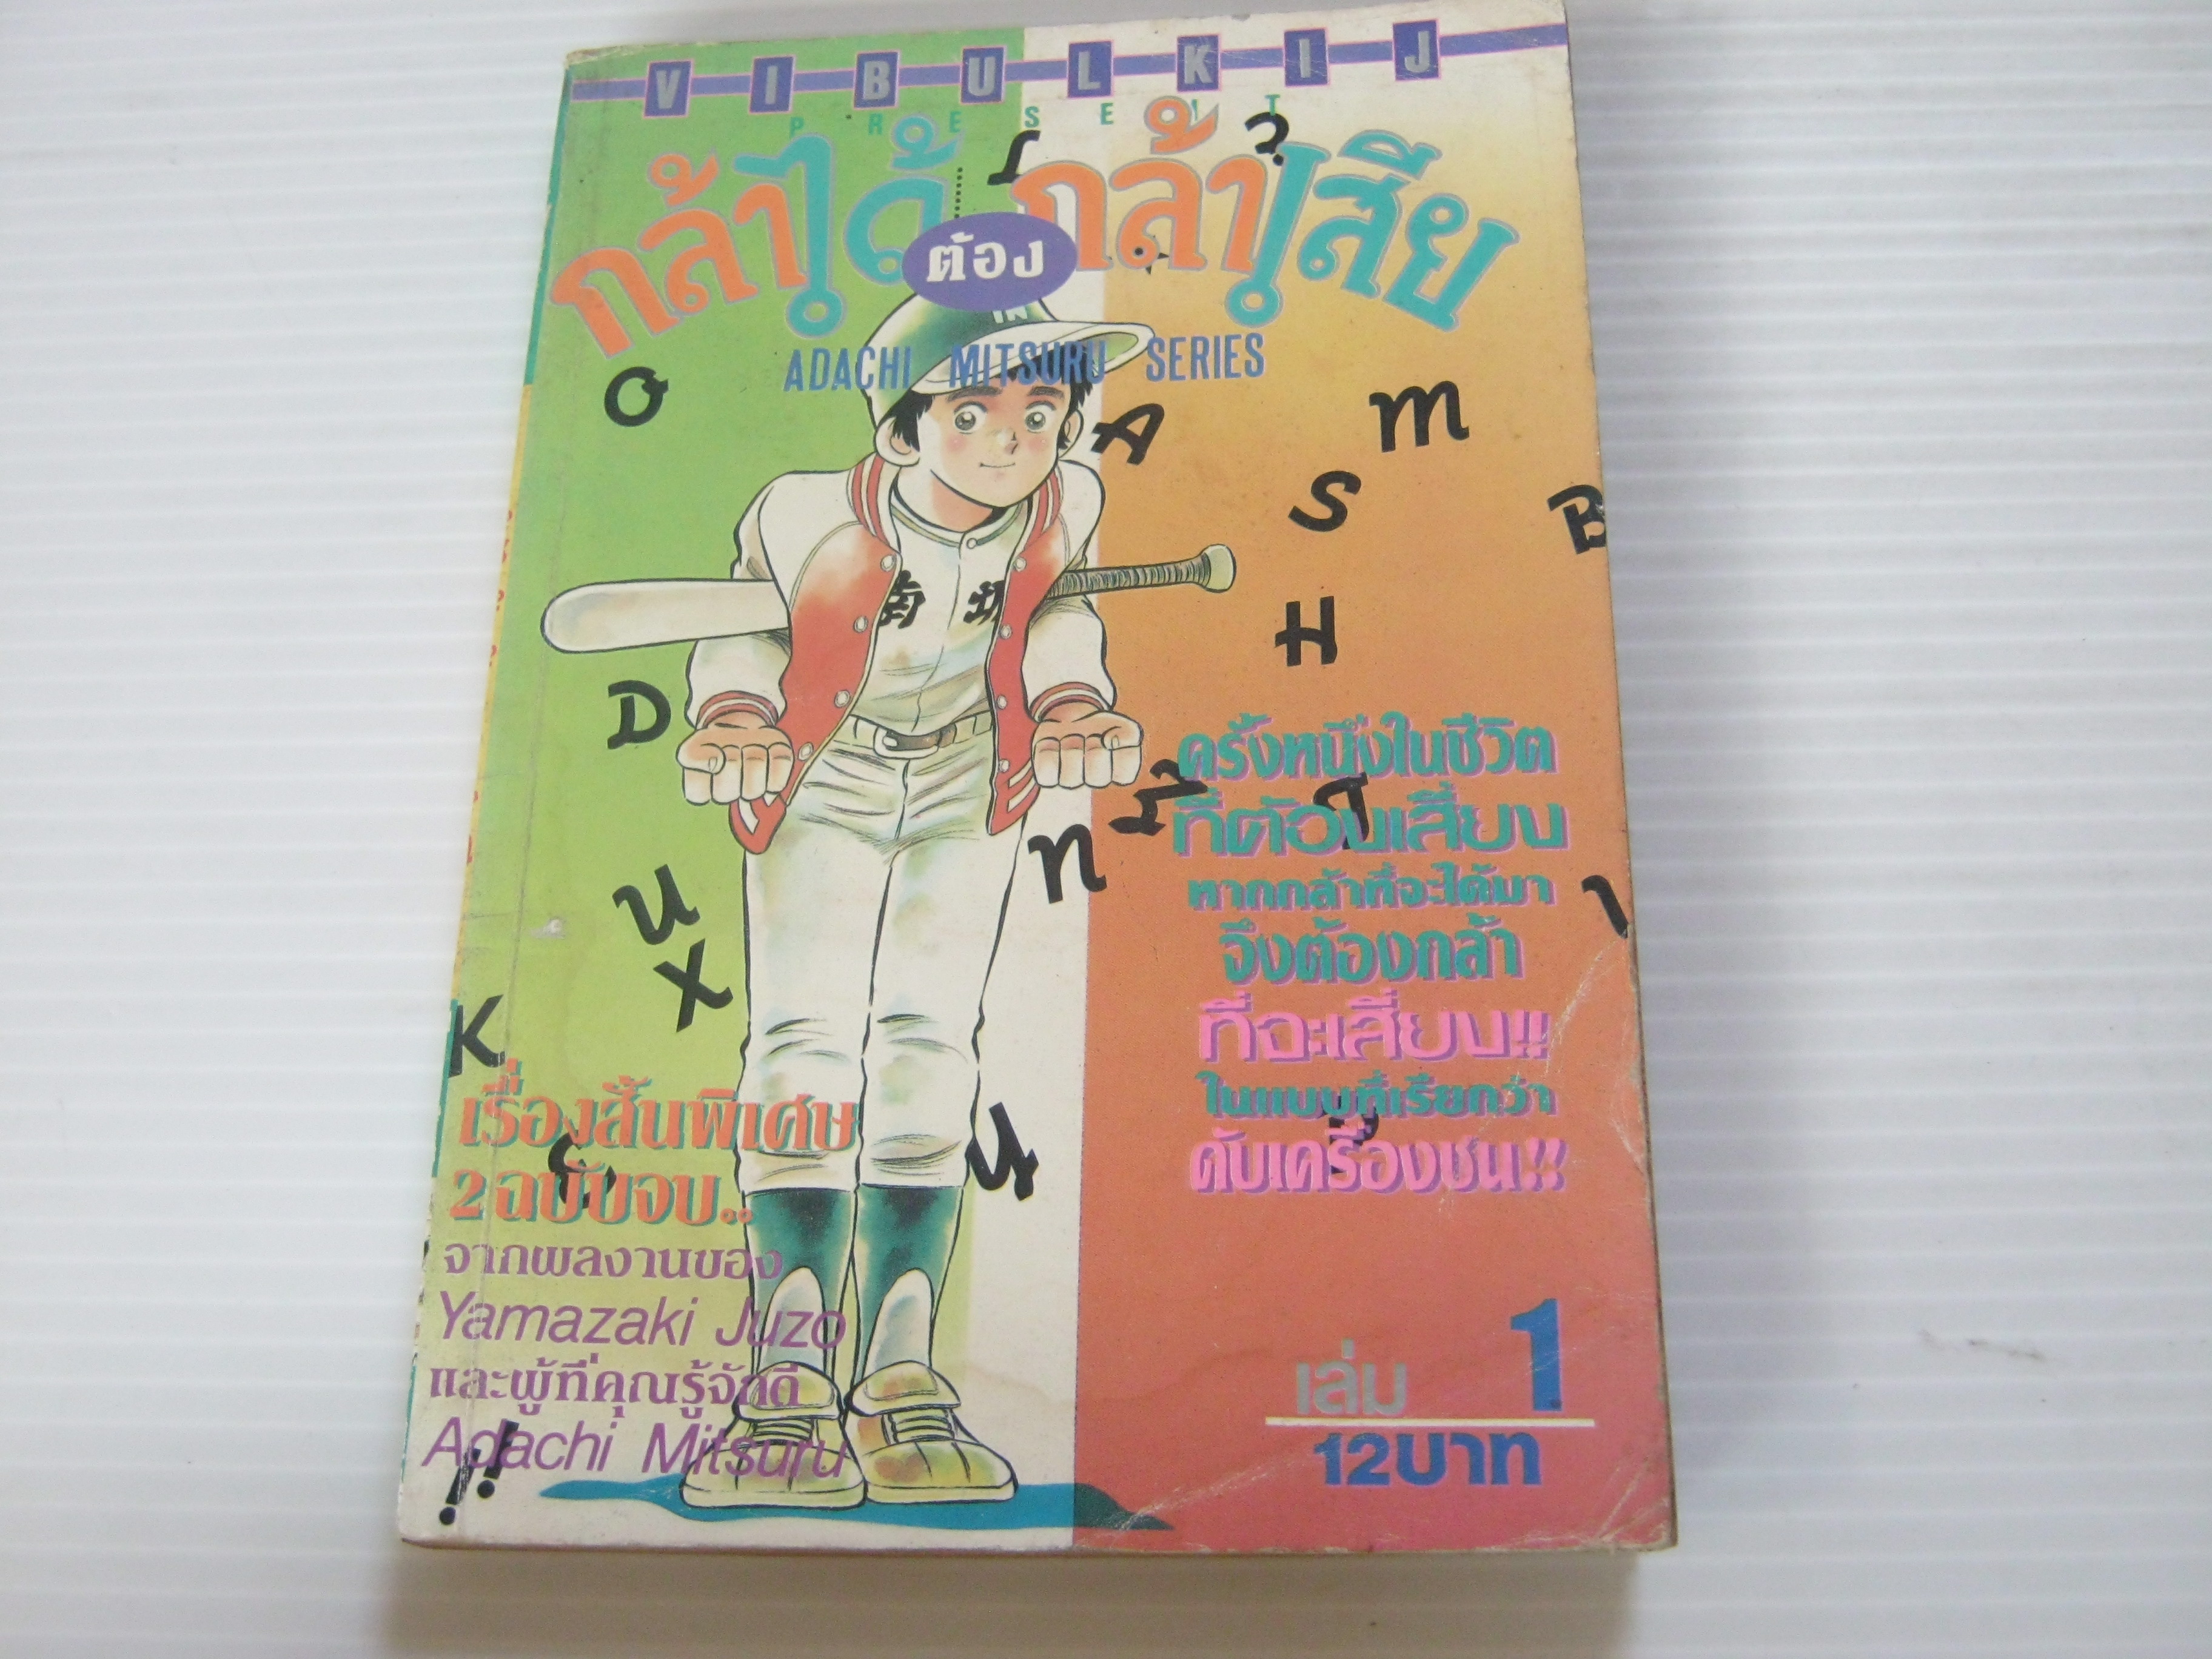 VIBULKIJ
PRESENT
กล้าได้ ต้อง กล้าเสีย
ADACHI MITSURU SERIES
ครั้งหนึ่งในชีวิต
ที่ต้องเสี่ยง
หากกล้าที่จะได้มา
จึงต้องกล้า
ที่จะเสี่ยง!!
ในแบบที่เรียกว่า
ดับเครื่องชน!!
เรื่องสั้นพิเศษ
2 ฉบับจบ..
จากผลงานของ
Yamazaki Juzo
และผู้ที่คุณรู้จักดี
Adachi Mitsuru
เล่ม 1
12บาท